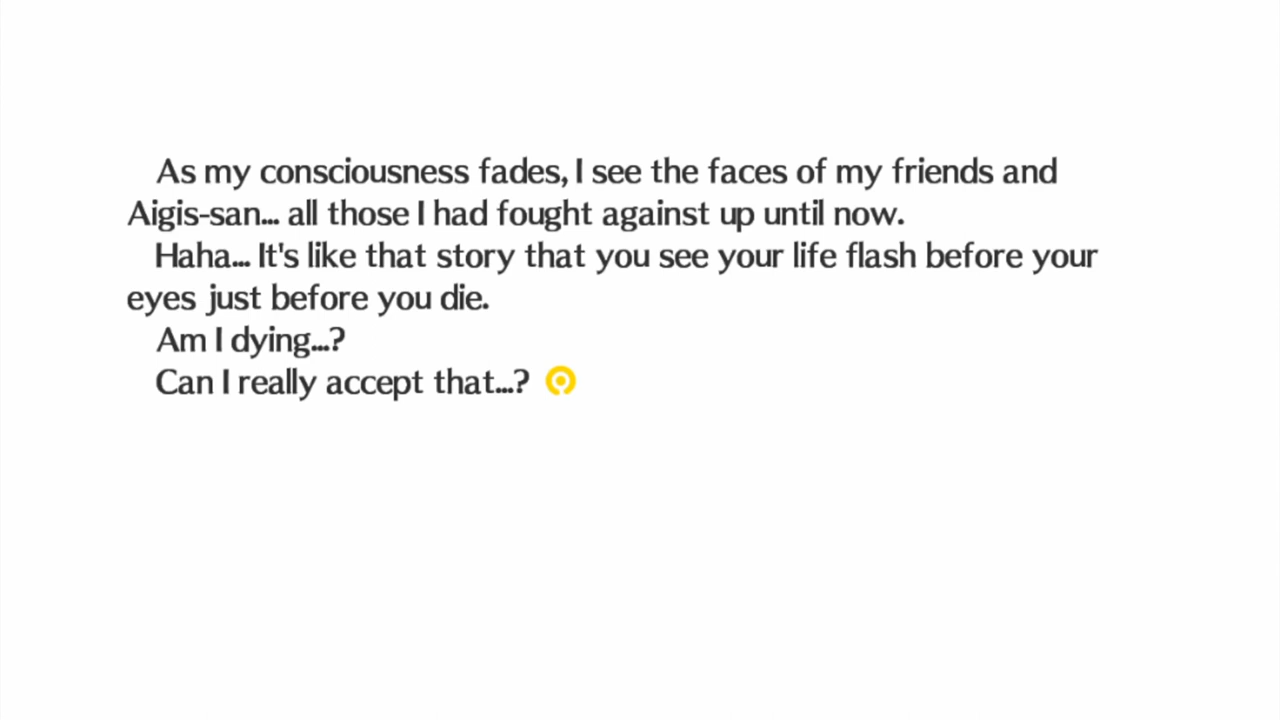 As my consciousness fades, I see the faces of my friends and
Aigis-san... all those I had fought against up until now.
Haha... It's like that story that you see your life flash before your
eyes just before you die.
Am I dying...?
Can I really accept that...?